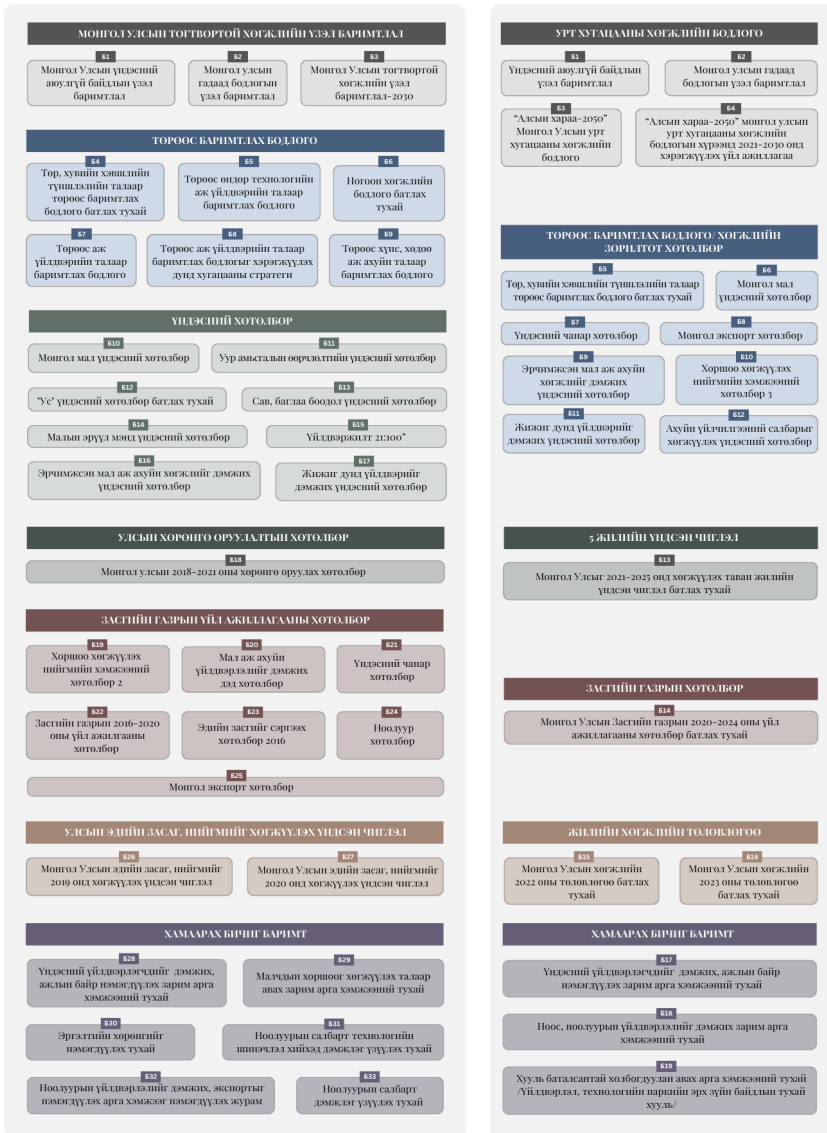 МОНГОЛ УЛСЫН ТОГТВОРТОЙ ХӨГЖЛИЙН ҮЗЭЛ БАРИМТЛАЛ
Б1
Монгол Улсын үндэсний
аюулгүй байдлын үзэл
баримтлал
Б2
Монгол улсын
гадаад бодлогын
үзэл баримтлал
Б3
Монгол Улсын тогтвортой
хөгжлийн үзэл
баримтлал-2030
ТӨРӨӨС БАРИМТЛАХ БОДЛОГО
Б4
Төр, хувийн хэвшлийн
түншлэлийн талаар
төрөөс баримтлах
бодлого батлах тухай
Б5
Төрөөс өндөр технологийн
аж үйлдвэрийн талаар
баримтлах бодлого
Б6
Ногоон хөгжлийн
бодлого батлах
тухай
Б7
Төрөөс аж
үйлдвэрийн талаар
баримтлах бодлого
Б8
Төрөөс аж үйлдвэрийн талаар
баримтлах бодлогыг хэрэгжүүлэх
дунд хугацааны стратеги
Б9
Төрөөс хүнс, хөдөө
аж ахуйн талаар
баримтлах бодлого
ҮНДЭСНИЙ ХӨТӨЛБӨР
Б10
Монгол мал үндэсний хөтөлбөр
Б11
Уур амьсгалын өөрчлөлтийн үндэсний хөтөлбөр
Б12
"Ус" үндэсний хөтөлбөр батлах тухай
Б13
Сав, баглаа боодол үндэсний хөтөлбөр
Б14
Малын эрүүл мэнд үндэсний хөтөлбөр
Б15
Үйлдвэржилт 21:100"
Б16
Эрчимжсэн мал аж ахуйн хөгжлийг дэмжих
үндэсний хөтөлбөр
Б17
Жижиг дунд үйлдвэрийг
дэмжих үндэсний хөтөлбөр
УЛСЫН ХӨРӨНГӨ ОРУУЛАЛТЫН ХӨТӨЛБӨР
Б18
Монгол улсын 2018-2021 оны хөрөнгө оруулах хөтөлбөр
ЗАСГИЙН ГАЗРЫН ҮЙЛ АЖИЛЛАГААНЫ ХӨТӨЛБӨР
Б19
Хоршоо хөгжүүлэх
нийгмийн хэмжээний
хөтөлбөр 2
Б20
Мал аж ахуйн
үйлдвэрлэлийг дэмжих
дэд хөтөлбөр
Б21
Үндэсний чанар
хөтөлбөр
Б22
Засгийн газрын 2016-2020
оны үйл ажилгааны
хөтөлбөр
Б23
Эдийн засгийг сэргээх
хөтөлбөр 2016
Б24
Ноолуур
хөтөлбөр
Б25
Монгол экспорт хөтөлбөр
УЛСЫН ЭДИЙН ЗАСАГ, НИЙГМИЙГ ХӨГЖҮҮЛЭХ ҮНДСЭН ЧИГЛЭЛ
Б26
Монгол Улсын эдийн засаг, нийгмийг
2019 онд хөгжүүлэх үндсэн чиглэл
Б27
Монгол Улсын эдийн засаг, нийгмийг
2020 онд хөгжүүлэх үндсэн чиглэл
ХАМААРАХ БИЧИГ БАРИМТ
Б28
Үндэсний үйлдвэрлэгчдийг дэмжих,
ажлын байр нэмэгдүүлэх зарим арга
хэмжээний тухай
Б29
Малчдын хоршоог хөгжүүлэх талаар
авах зарим арга хэмжээний тухай
Б30
Эргэлтийн хөрөнгийг
нэмэгдүүлэх тухай
Б31
Ноолуурын салбарт технологийн
шинэчлэл хийхэд дэмжлэг үзүүлэх тухай
Б32
Ноолуурын үйлдвэрлэлийг дэмжих, экспортыг
нэмэгдүүлэх арга хэмжээг нэмэгдүүлэх журам
Б33
Ноолуурын салбарт
дэмжлэг үзүүлэх тухай
УРТ ХУГАЦААНЫ ХӨГЖЛИЙН БОДЛОГО
Б1
Үндэсний аюулгүй байдлын
үзэл баримтлал
Б2
Монгол улсын гадаад
бодлогын үзэл баримтлал
Б3
“Алсын хараа-2050”
Монгол Улсын урт
хугацааны хөгжлийн
бодлого
Б4
“Алсын хараа-2050” монгол улсын
урт хугацааны хөгжлийн
бодлогын хүрээнд 2021-2030 онд
хэрэгжүүлэх үйл ажиллагаа
ТӨРӨӨС БАРИМТЛАХ БОДЛОГО/ ХӨГЖЛИЙН
ЗОРИЛТОТ ХӨТӨЛБӨР
Б5
Төр, хувийн хэвшлийн түншлэлийн талаар
төрөөс баримтлах бодлого батлах тухай
Б6
Монгол мал
үндэсний хөтөлбөр
Б7
Үндэсний чанар хөтөлбөр
Б8
Монгол экспорт хөтөлбөр
Б9
Эрчимжсэн мал аж ахуйн
хөгжлийг дэмжих
үндэсний хөтөлбөр
Б10
Хоршоо хөгжүүлэх
нийгмийн хэмжээний
хөтөлбөр 3
Б11
Жижиг дунд үйлдвэрийг
дэмжих үндэсний хөтөлбөр
Б12
Ахуйн үйлчилгээний салбарыг
хөгжүүлэх үндэсний хөтөлбөр
5 ЖИЛИЙН ҮНДСЭН ЧИГЛЭЛ
Б13
Монгол Улсыг 2021-2025 онд хөгжүүлэх таван жилийн
үндсэн чиглэл батлах тухай
ЗАСГИЙН ГАЗРЫН ХӨТӨЛБӨР
Б14
Монгол Улсын Засгийн газрын 2020-2024 оны үйл
ажиллагааны хөтөлбөр батлах тухай
ЖИЛИЙН ХӨГЖЛИЙН ТӨЛӨВЛӨГӨӨ
Б15
Монгол Улсын хөгжлийн
2022 оны төлөвлөгөө батлах
тухай
Б16
Монгол Улсын хөгжлийн
2023 оны төлөвлөгөө
батлах тухай
ХАМААРАХ БИЧИГ БАРИМТ
Б17
Үндэсний үйлдвэрлэгчдийг дэмжих, ажлын байр
нэмэгдүүлэх зарим арга хэмжээний тухай
Б18
Ноос, ноолуурын үйлдвэрлэлийг дэмжих зарим арга
хэмжээний тухай
Б19
Хууль баталсантай холбогдуулан авах арга хэмжээний тухай
/Үйлдвэрлэл, технологийн паркийн эрх зүйн байдлын тухай
хууль/